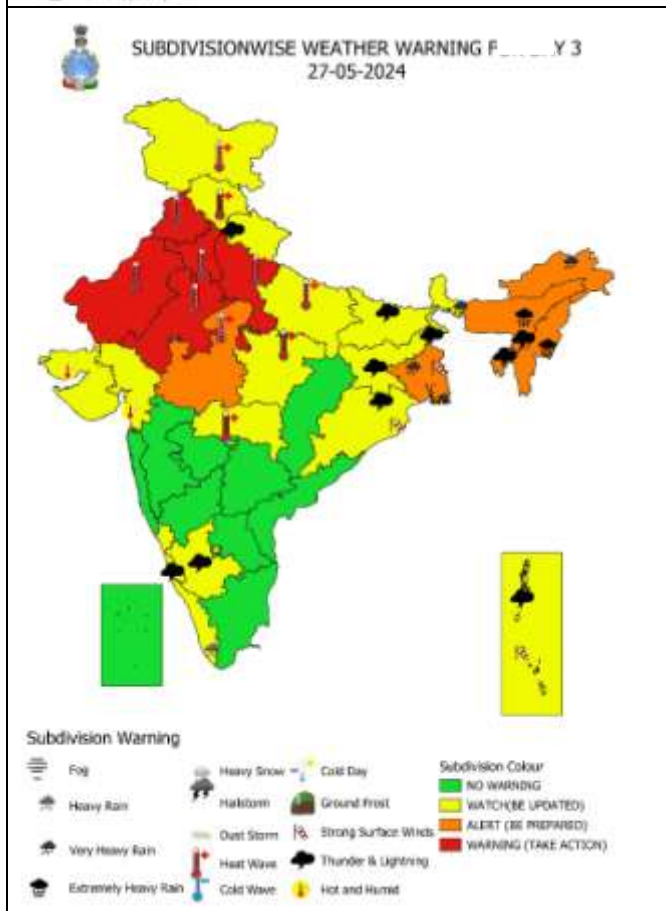 SUBDIVISIONWISE WEATHER WARNING 3
27-05-2024
Subdivision Warning
Fog
Heavy Rain
Very Heavy Rain
Extremely Heavy Rain
Heavy Snow
Hailstorm
Dust Storm
Heat Wave
Cold Wave
Cold Day
Ground Frost
Strong Surface Winds
Thunder & Lightning
Hot and Humid
Subdivision Colour
NO WARNING
WATCH(BE UPDATED)
ALERT (BE PREPARED)
WARNING (TAKE ACTION)